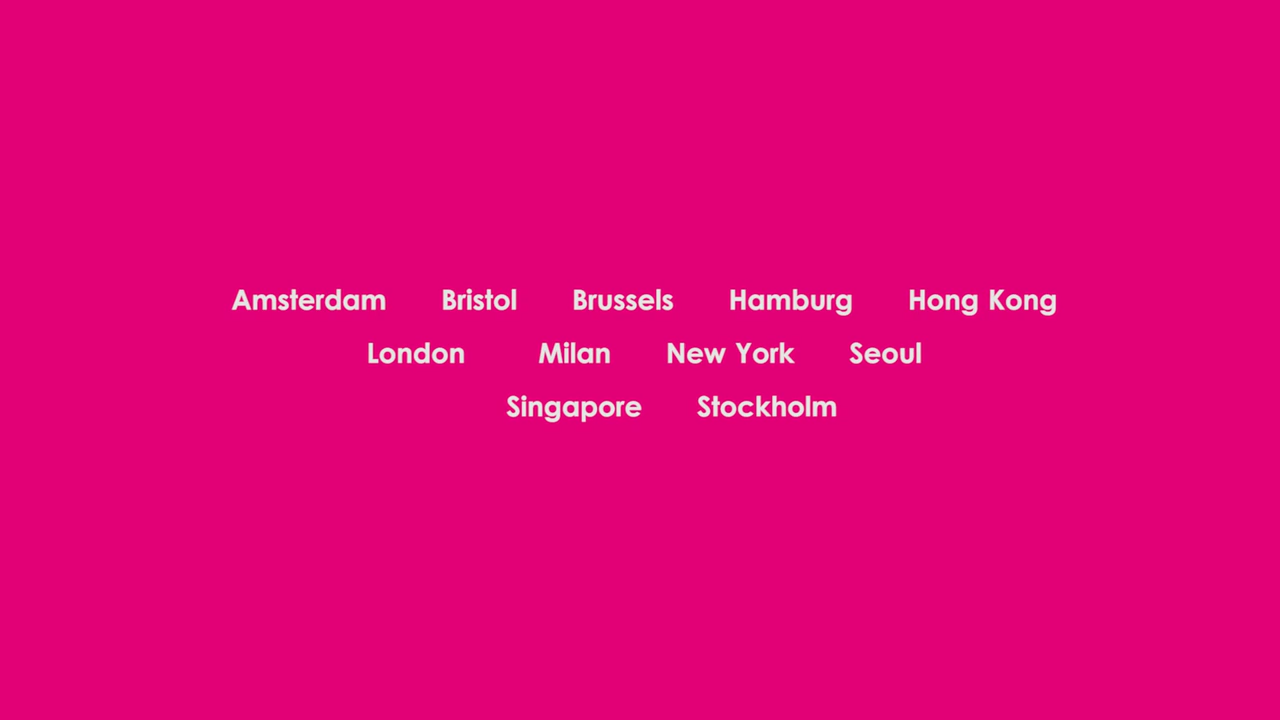 Amsterdam Bristol Brussels Hamburg Hong Kong
London Milan New York Seoul
Singapore Stockholm